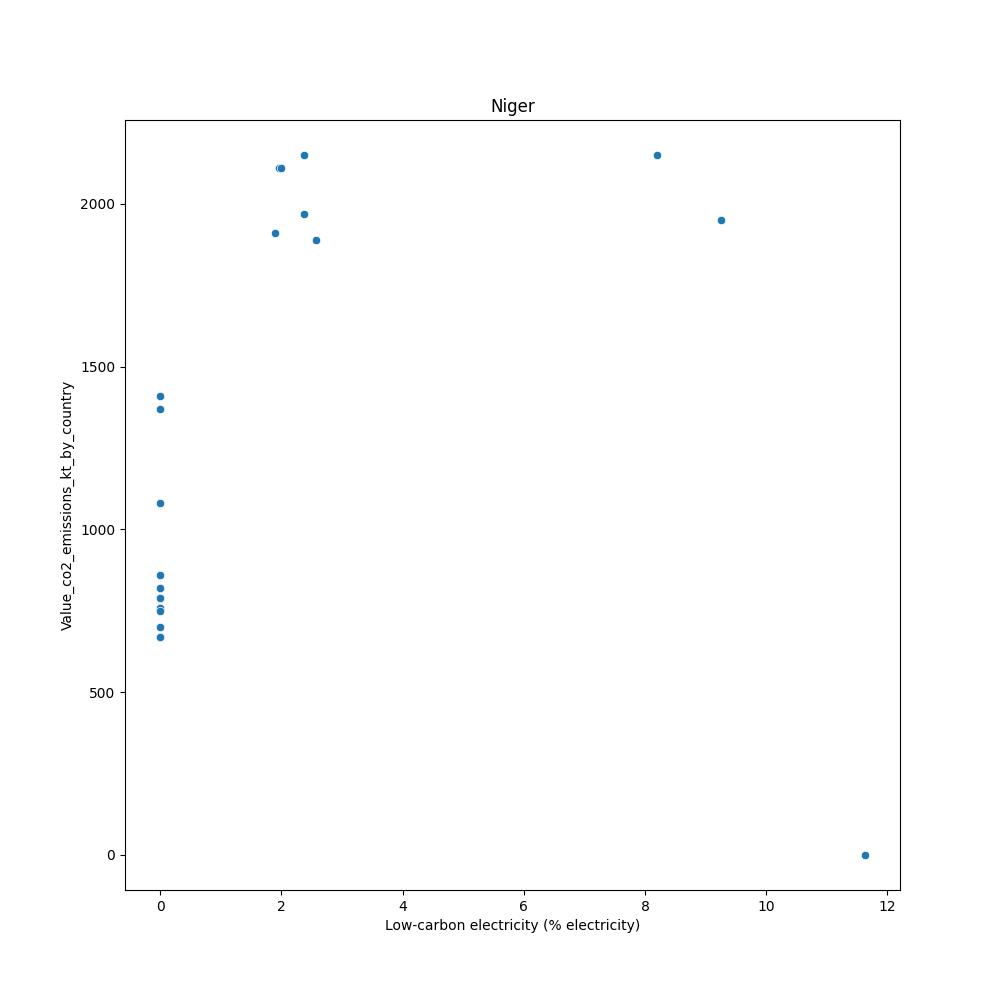 Niger
2000
1500
1000
500
0
Value_co2_emissions_kt_by_country
0 2 4 6 8 10 12
Low-carbon electricity (% electricity)